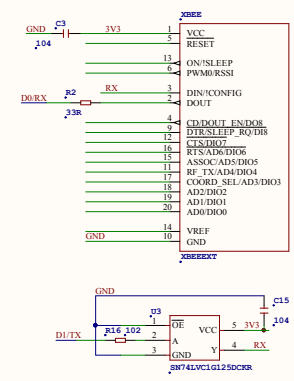 XBEE
C3
GND 3V3 1 VCC
104 5 RESET
13 ON/!SLEEP
6 PWM0/RSSI
RX 3 DIN/!CONFIG
D0/RX R2 2 DOUT
33R
4 CD/DOUT_EN/DO8
9 DTR/SLEEP_RQ/DI8
12 CTS/DIO7
16 RTS/AD6/DIO6
15 ASSOC/AD5/DIO5
11 RF_TX/AD4/DIO4
17 COORD_SEL/AD3/DIO3
18 AD2/DIO2
19 AD1/DIO1
20 AD0/DIO0
14 VREF
GND 10 GND
XBEEEXT
GND
U3 C15
1 OE
VCC 5 3V3 104
D1/TX R16 102 2 A
Y 4 RX
3 GND
SN74LVC1G125DCKR